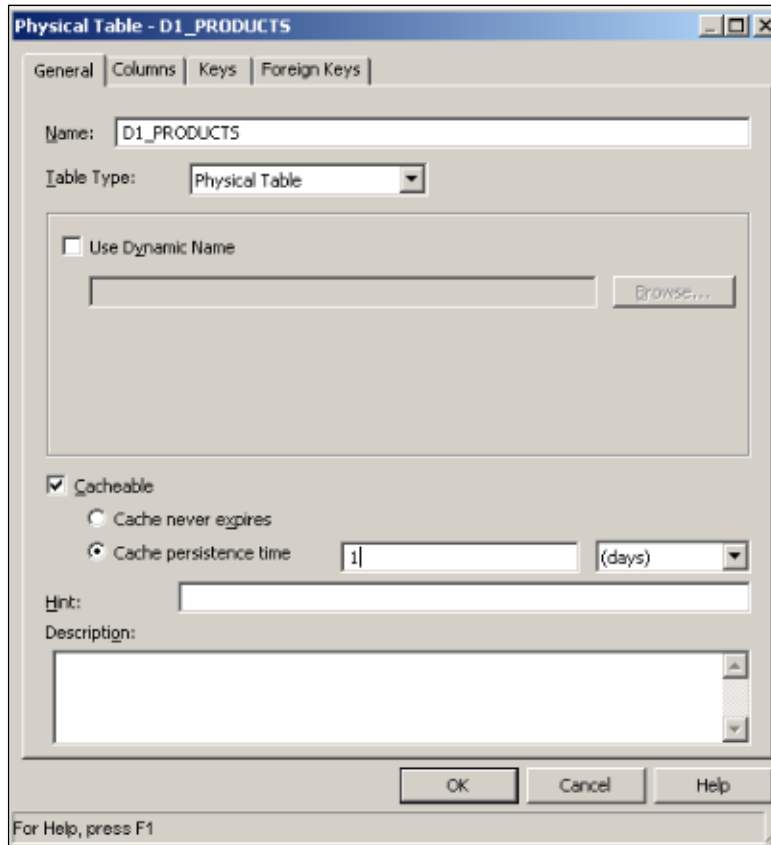 Physical Table - D1_PRODUCTS
General Columns Keys Foreign Keys
Name: D1_PRODUCTS
Table Type: Physical Table
Use Dynamic Name
Browse...
Cacheable
Cache never expires
Cache persistence time 1 (days)
Hint:
Description:
OK Cancel Help
For Help, press F1